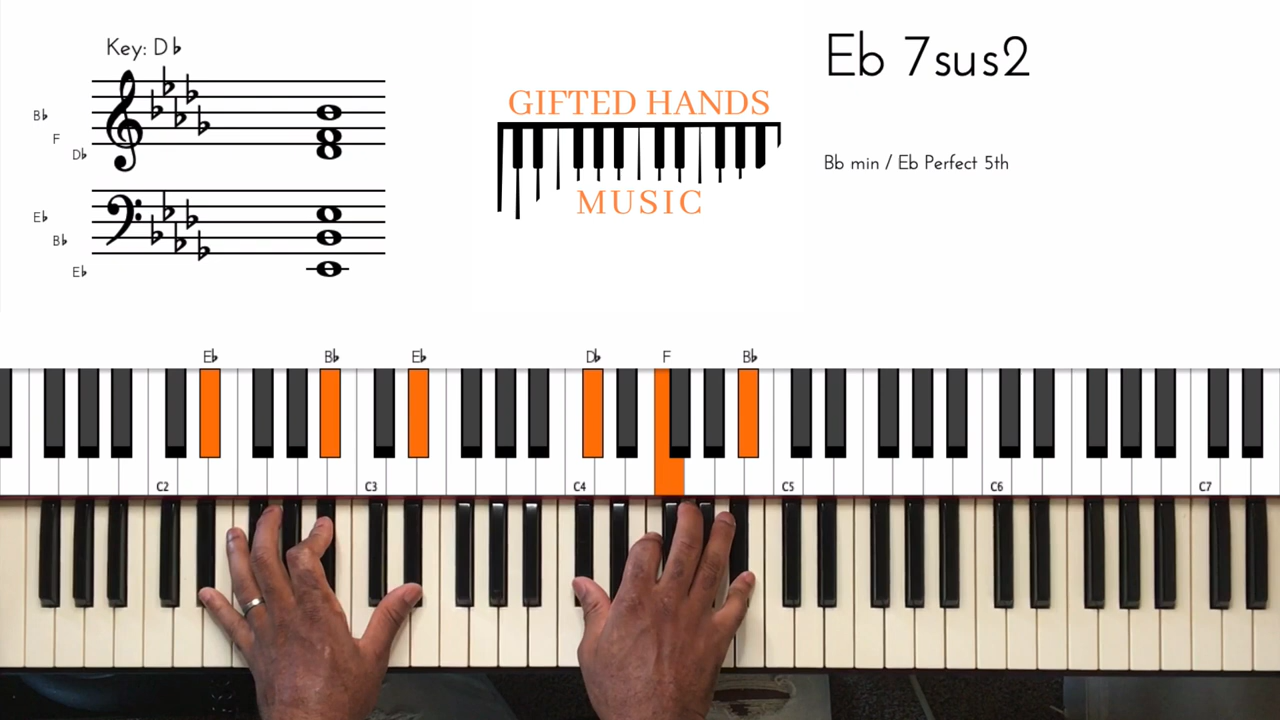 Key: D♭
B♭
F
D♭
E♭
B♭
E♭
GIFTED HANDS
MUSIC
Eb 7sus2
Bb min / Eb Perfect 5th
E♭ B♭ E♭ D♭ F B♭
C2 C3 C4 C5 C6 C7